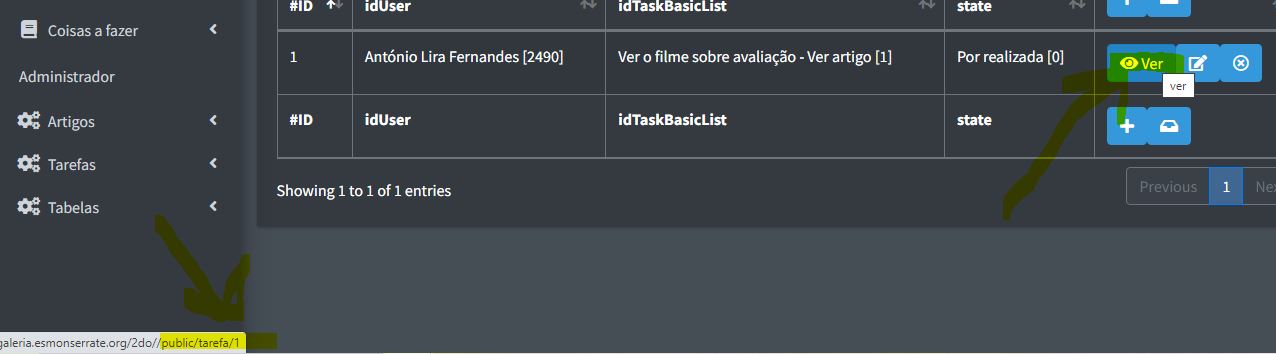 #ID idUser idTaskBasicList state
Coisas a fazer
1 António Lira Fernandes [2490] Ver o filme sobre avaliação - Ver artigo [1] Por realizada [0] Ver
ver
Administrador
#ID idUser idTaskBasicList state
Artigos
Tarefas
Showing 1 to 1 of 1 entries
Previous 1 Nex
Tabelas
galeria.esmonserrate.org/2do//public/tarefa/1